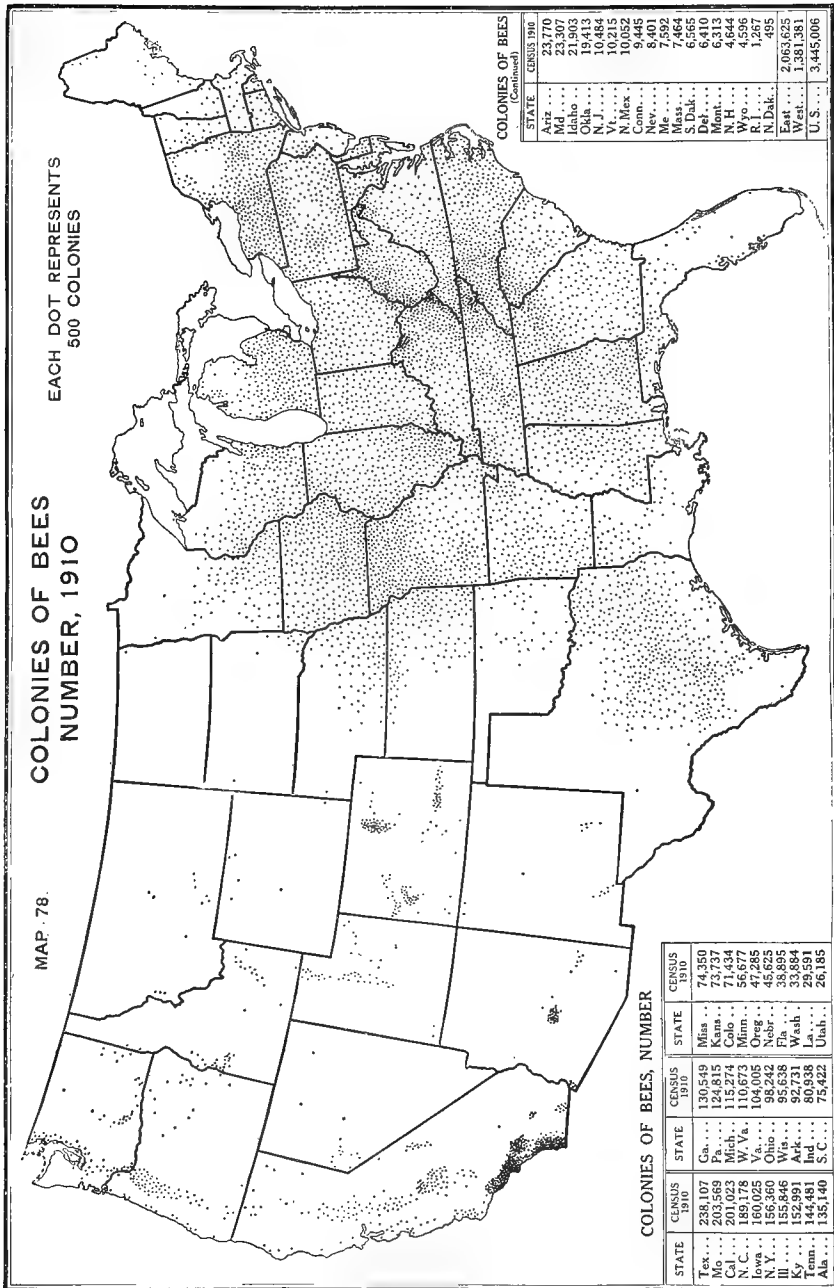 MAP 78.
COLONIES OF BEES
NUMBER, 1910
EACH DOT REPRESENTS
500 COLONIES
COLONIES OF BEES, NUMBER
STATE CENSUS 1910 STATE CENSUS 1910 STATE CENSUS 1910
Tex... 238,107 Ga.... 130,549 Miss.. 74,350
Mo... 203,569 Pa.... 124,815 Kans.. 73,737
Cal... 201,023 Mich.. 115,274 Colo.. 71,434
N. C.. 189,178 W. Va. 110,673 Minn.. 56,677
Iowa.. 160,025 Va.... 104,005 Oreg.. 47,285
N. Y.. 156,360 Ohio.. 98,242 Nebr.. 45,625
Ill.... 155,846 Wis... 95,638 Fla... 38,895
Ky... 152,991 Ark... 92,731 Wash.. 33,884
Tenn.. 144,481 Ind... 80,938 La.... 29,591
Ala... 135,140 S. C... 75,422 Utah.. 26,185
COLONIES OF BEES
(Continued)
STATE CENSUS 1910
Ariz... 23,770
Md.... 23,307
Idaho.. 21,903
Okla... 19,413
N. J.... 10,484
Vt..... 10,215
N. Mex. 10,052
Conn... 9,445
Nev.... 8,401
Me..... 7,592
Mass... 7,464
S. Dak.. 6,565
Del.... 6,410
Mont... 6,313
N. H... 4,644
Wyo... 4,596
R. I.... 1,267
N. Dak.. 495
East... 2,063,625
West... 1,381,381
U. S... 3,445,006